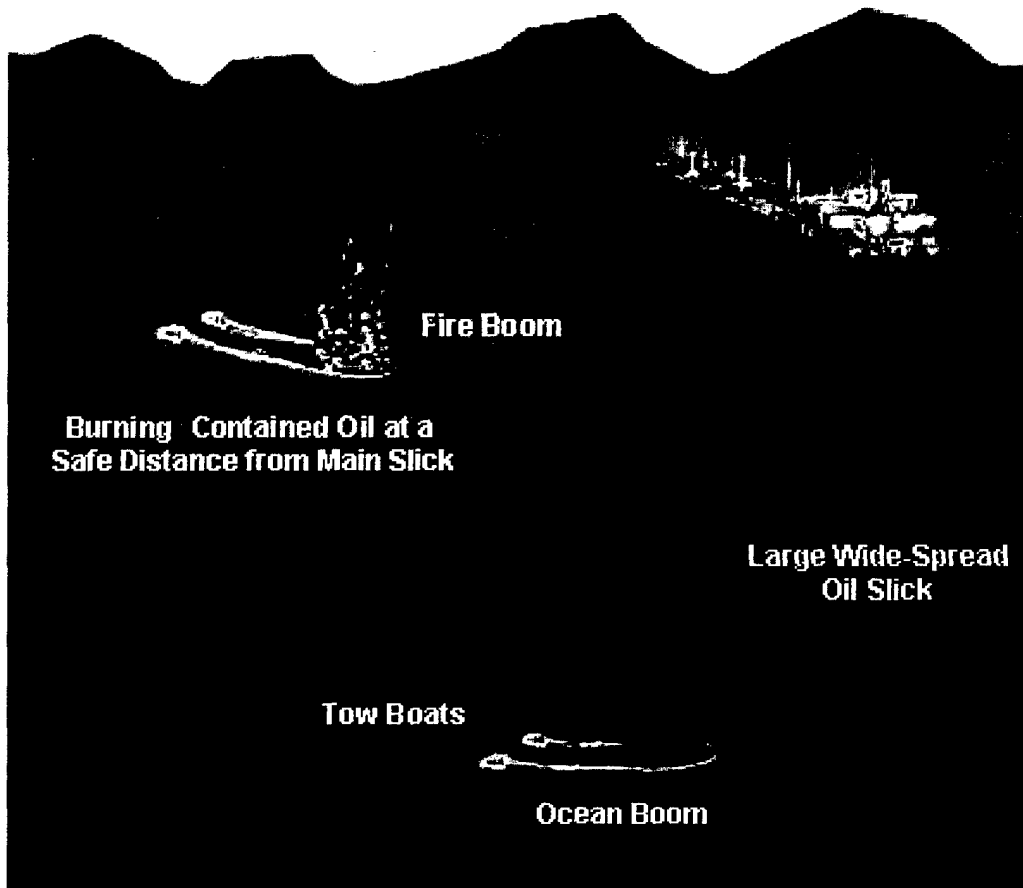 Fire Boom
Burning Contained Oil at a
Safe Distance from Main Slick
Large Wide-Spread
Oil Slick
Tow Boats
Ocean Boom